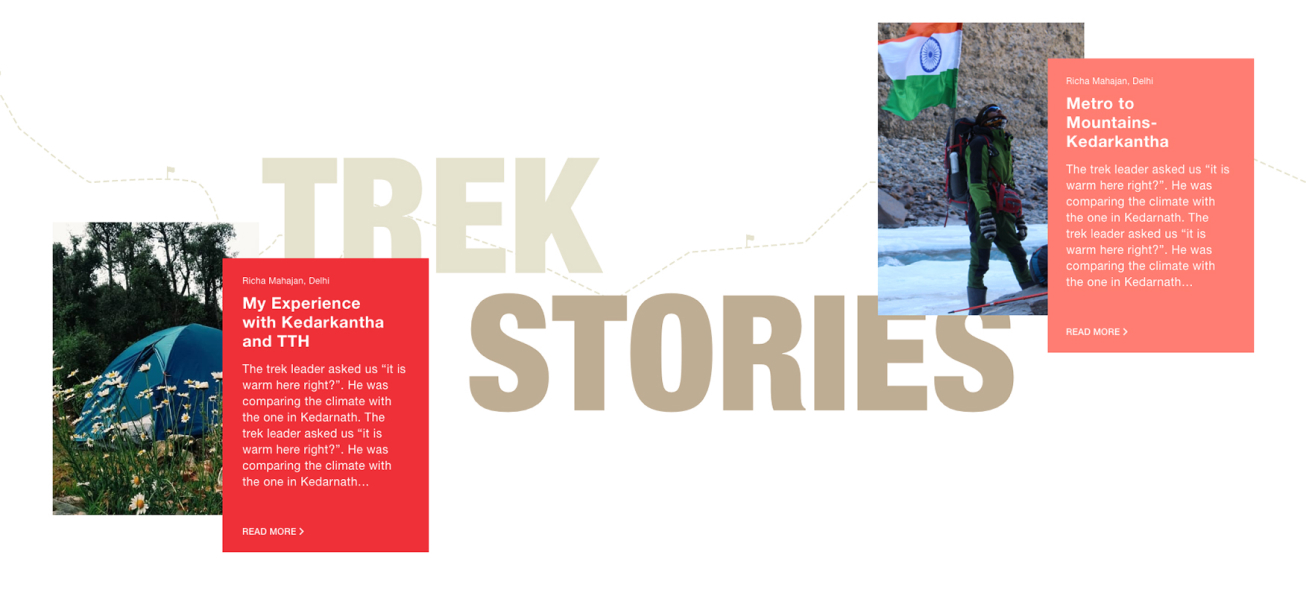 TREK
STORIES
Richa Mahajan, Delhi
My Experience
with Kedarkantha
and TTH
The trek leader asked us “it is
warm here right?”. He was
comparing the climate with
the one in Kedarnath. The
trek leader asked us “it is
warm here right?”. He was
comparing the climate with
the one in Kedarnath...
READ MORE >
Richa Mahajan, Delhi
Metro to
Mountains-
Kedarkantha
The trek leader asked us “it is
warm here right?”. He was
comparing the climate with
the one in Kedarnath. The
trek leader asked us “it is
warm here right?”. He was
comparing the climate with
the one in Kedarnath...
READ MORE >